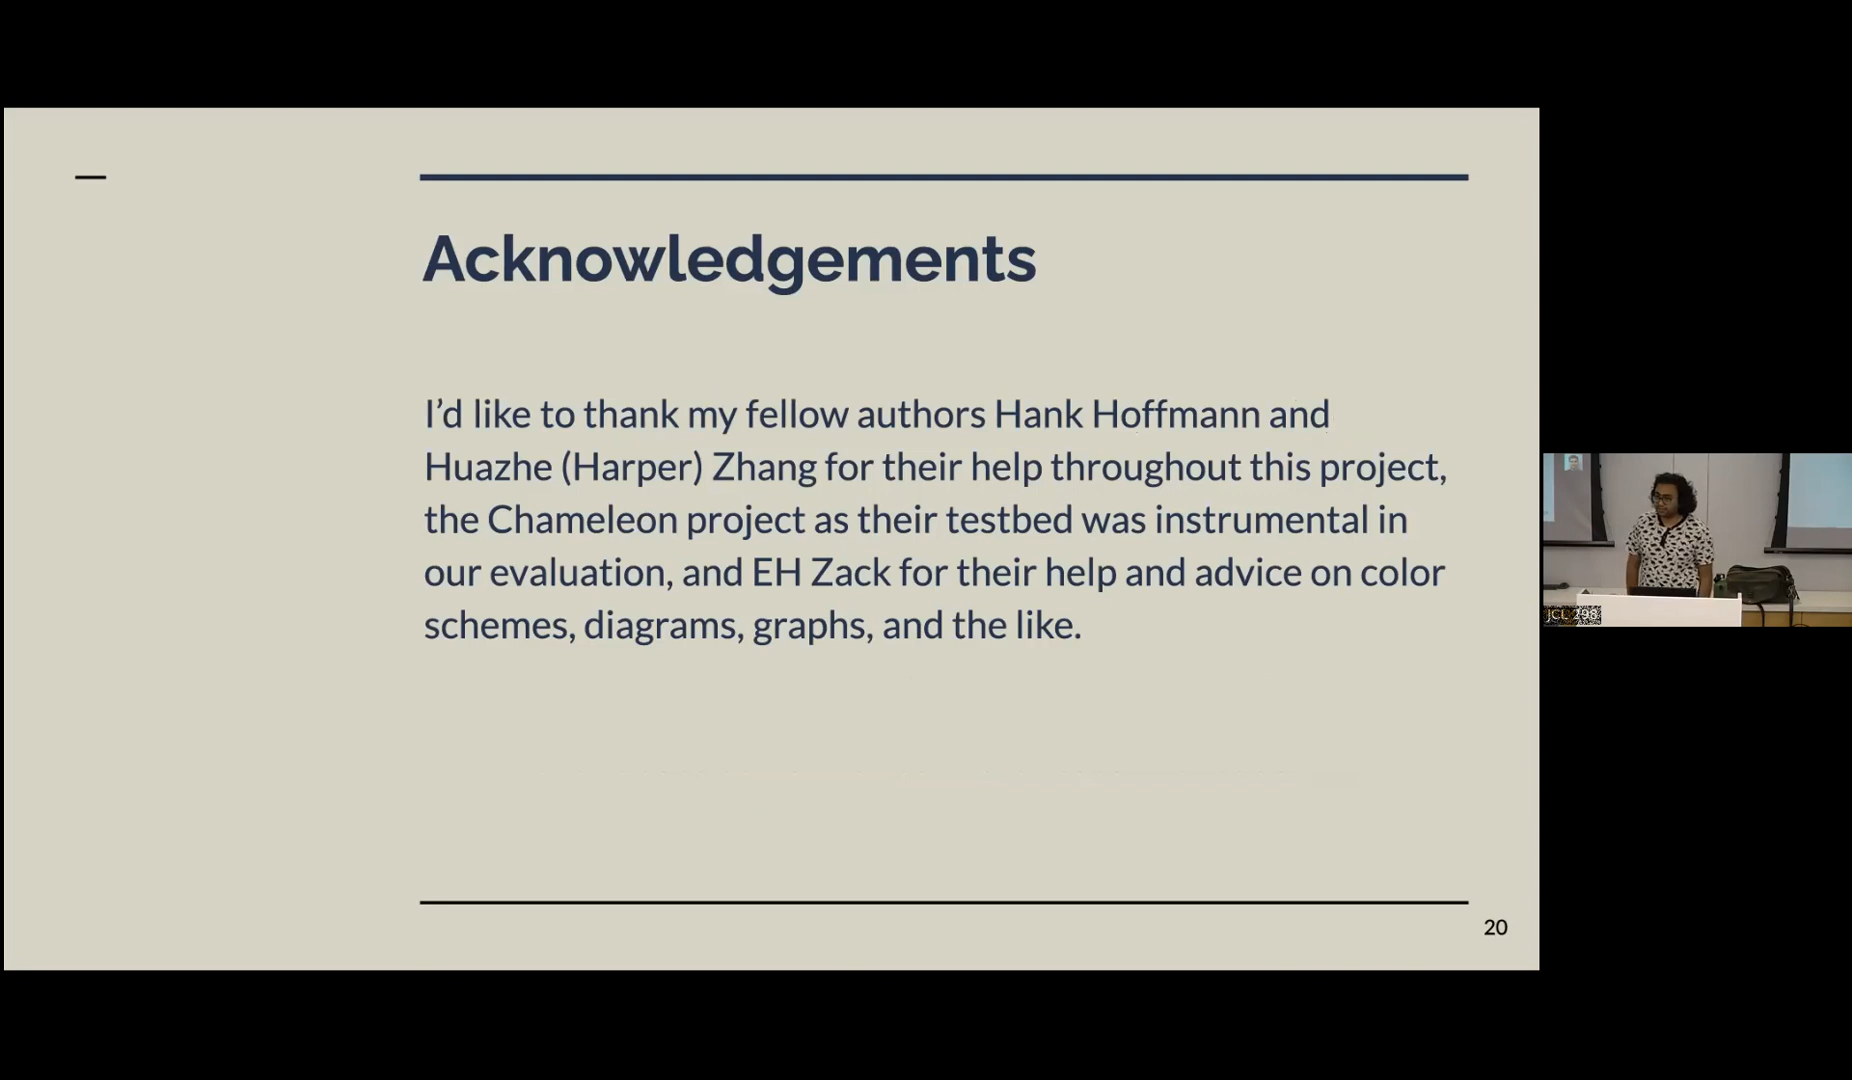 Acknowledgements
I’d like to thank my fellow authors Hank Hoffmann and
Huazhe (Harper) Zhang for their help throughout this project,
the Chameleon project as their testbed was instrumental in
our evaluation, and EH Zack for their help and advice on color
schemes, diagrams, graphs, and the like.
20
JCL 298